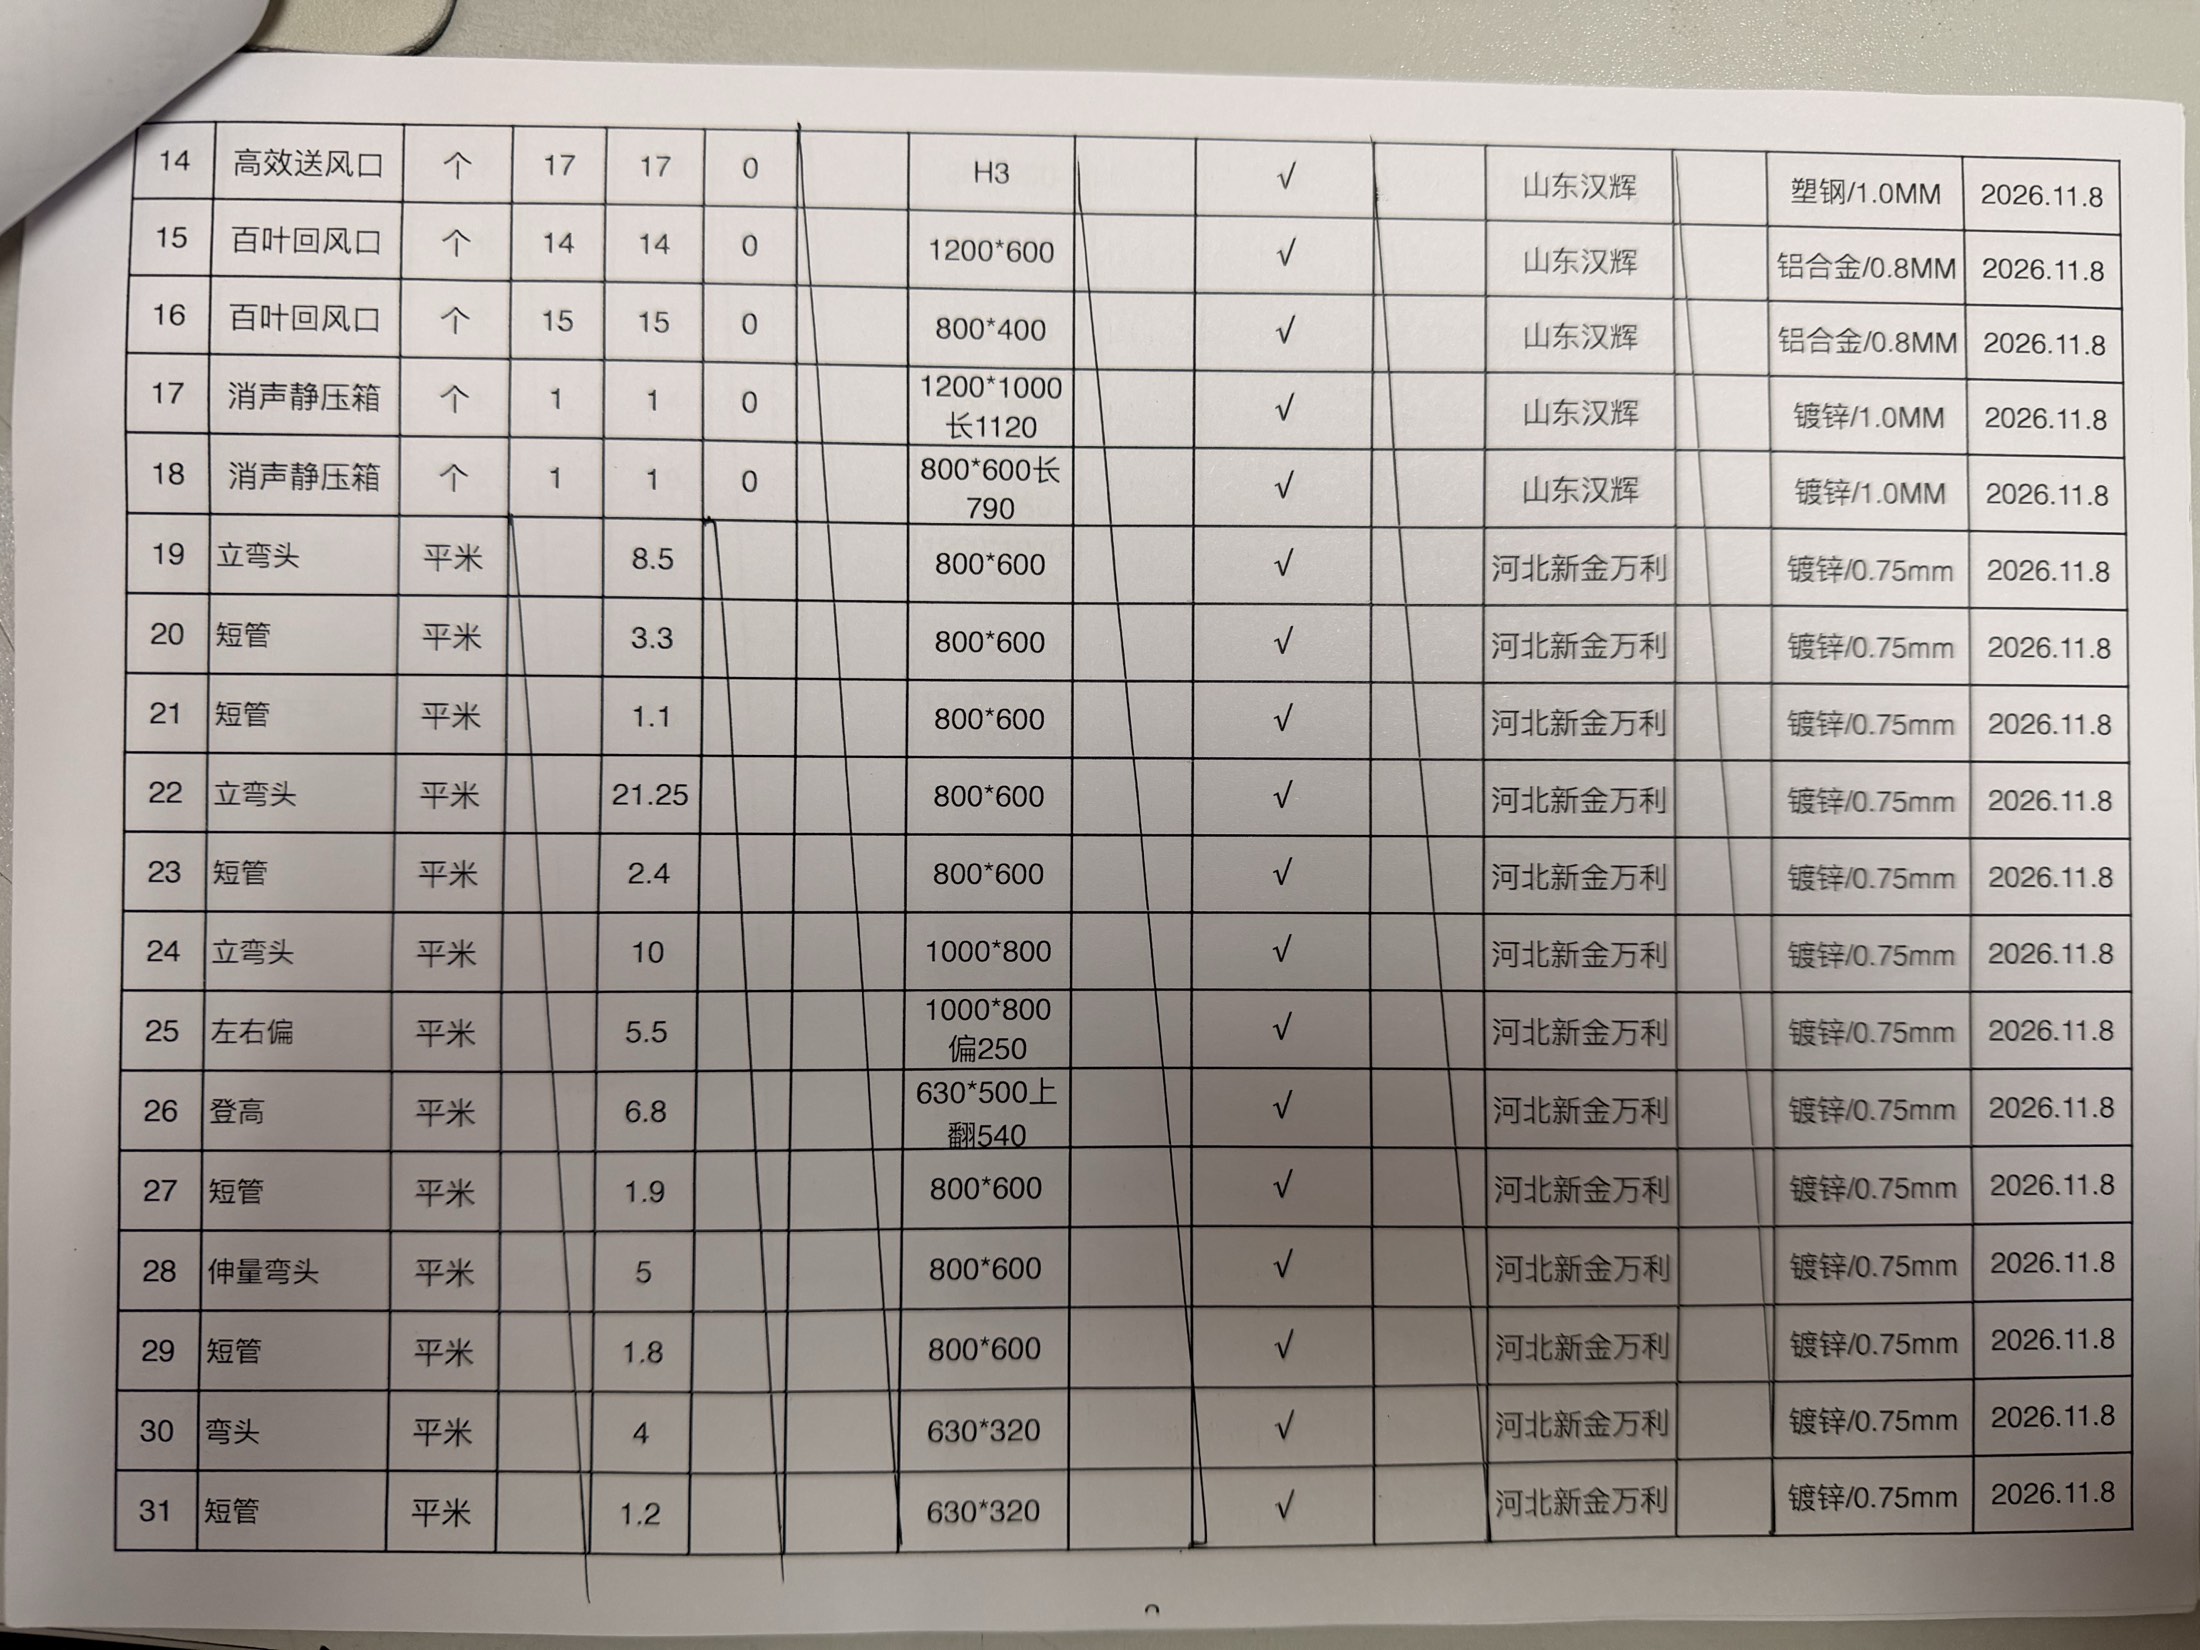 14 高效送风口 个 17 17 0 H3 √ 山东汉辉 塑钢/1.0MM 2026.11.8
15 百叶回风口 个 14 14 0 1200*600 √ 山东汉辉 铝合金/0.8MM 2026.11.8
16 百叶回风口 个 15 15 0 800*400 √ 山东汉辉 铝合金/0.8MM 2026.11.8
17 消声静压箱 个 1 1 0 1200*1000长1120 √ 山东汉辉 镀锌/1.0MM 2026.11.8
18 消声静压箱 个 1 1 0 800*600长790 √ 山东汉辉 镀锌/1.0MM 2026.11.8
19 立弯头 平米 8.5 800*600 √ 河北新金万利 镀锌/0.75mm 2026.11.8
20 短管 平米 3.3 800*600 √ 河北新金万利 镀锌/0.75mm 2026.11.8
21 短管 平米 1.1 800*600 √ 河北新金万利 镀锌/0.75mm 2026.11.8
22 立弯头 平米 21.25 800*600 √ 河北新金万利 镀锌/0.75mm 2026.11.8
23 短管 平米 2.4 800*600 √ 河北新金万利 镀锌/0.75mm 2026.11.8
24 立弯头 平米 10 1000*800 √ 河北新金万利 镀锌/0.75mm 2026.11.8
25 左右偏 平米 5.5 1000*800偏250 √ 河北新金万利 镀锌/0.75mm 2026.11.8
26 登高 平米 6.8 630*500上翻540 √ 河北新金万利 镀锌/0.75mm 2026.11.8
27 短管 平米 1.9 800*600 √ 河北新金万利 镀锌/0.75mm 2026.11.8
28 伸量弯头 平米 5 800*600 √ 河北新金万利 镀锌/0.75mm 2026.11.8
29 短管 平米 1.8 800*600 √ 河北新金万利 镀锌/0.75mm 2026.11.8
30 弯头 平米 4 630*320 √ 河北新金万利 镀锌/0.75mm 2026.11.8
31 短管 平米 1.2 630*320 √ 河北新金万利 镀锌/0.75mm 2026.11.8